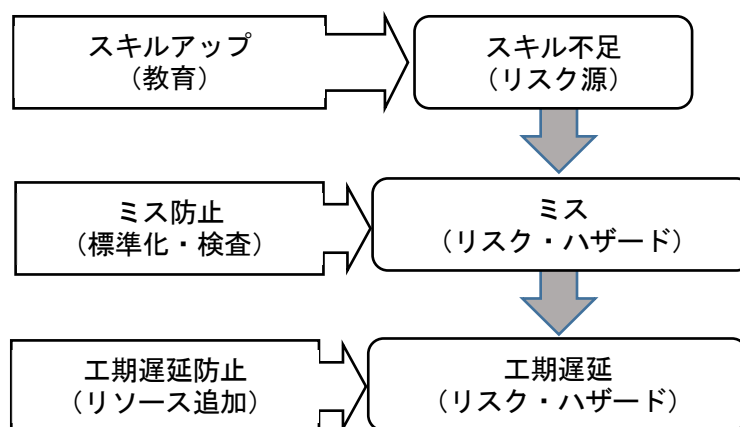 スキルアップ
（教育）
スキル不足
（リスク源）
ミス防止
（標準化・検査）
ミス
（リスク・ハザード）
工期遅延防止
（リソース追加）
工期遅延
（リスク・ハザード）